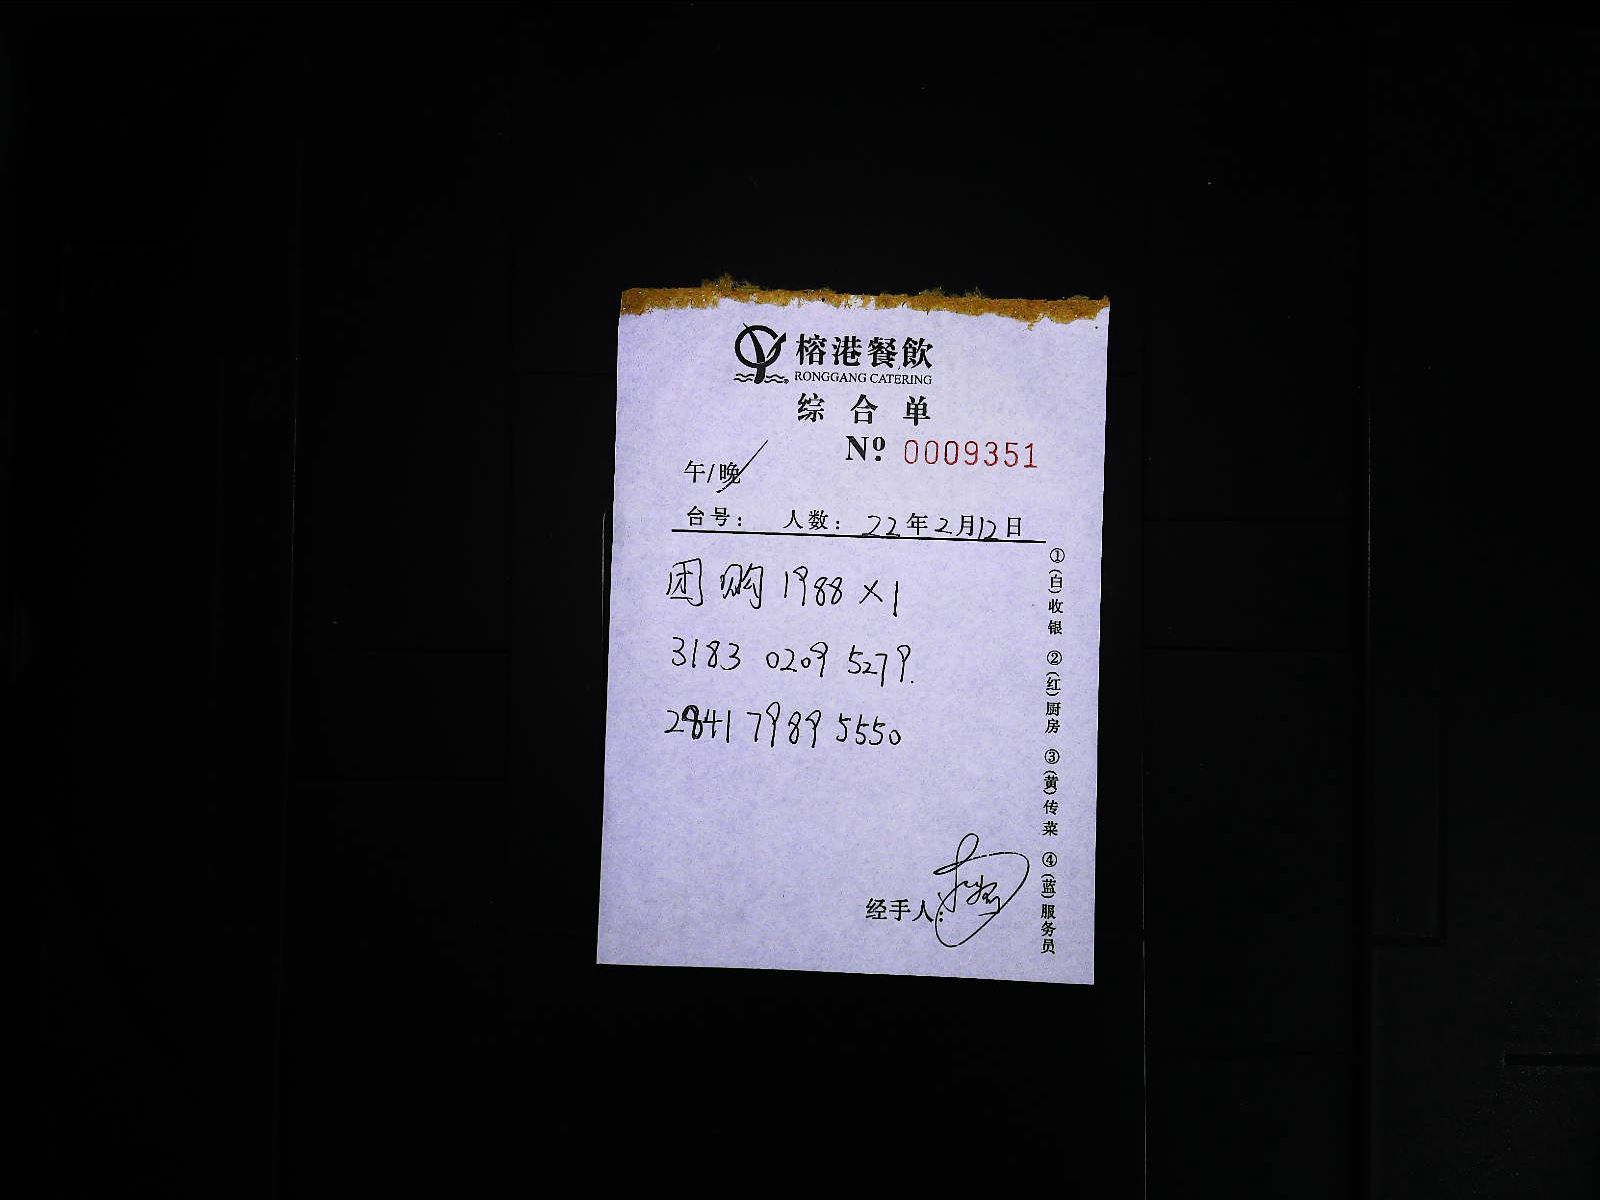 榕港餐飲
RONGGANG CATERING
综合单
Nº 0009351
午/晚
台号： 人数： 22年2月12日
团购 1988 ×1
3183 0209 5279.
2841 7989 5550
经手人:
①(白)收银 ②(红)厨房 ③(黄)传菜 ④(蓝)服务员